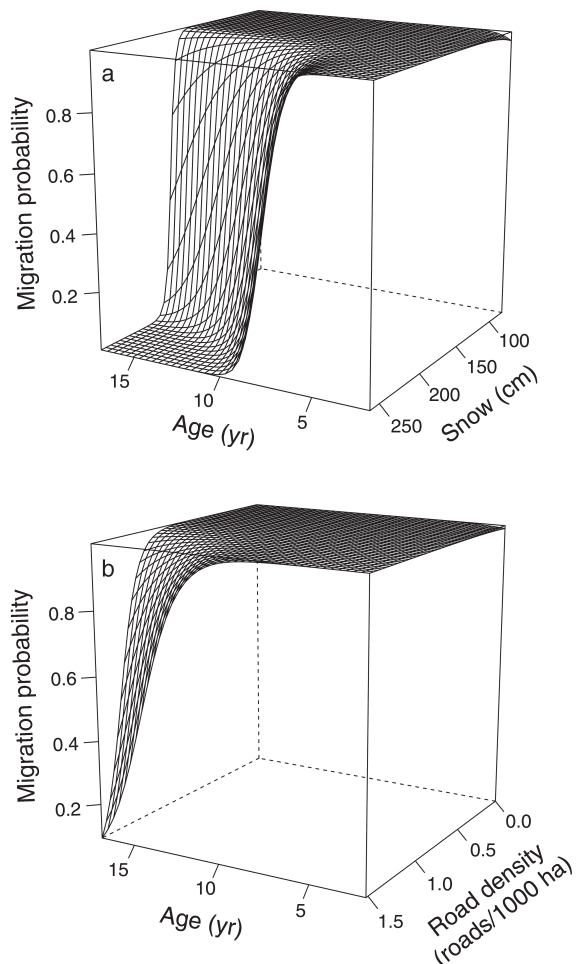 a
Migration probability
0.8
0.6
0.4
0.2
15
10
5
Age (yr)
100
150
200
250
Snow (cm)
b
Migration probability
0.8
0.6
0.4
0.2
15
10
5
Age (yr)
0.0
0.5
1.0
1.5
Road density
(roads/1000 ha)